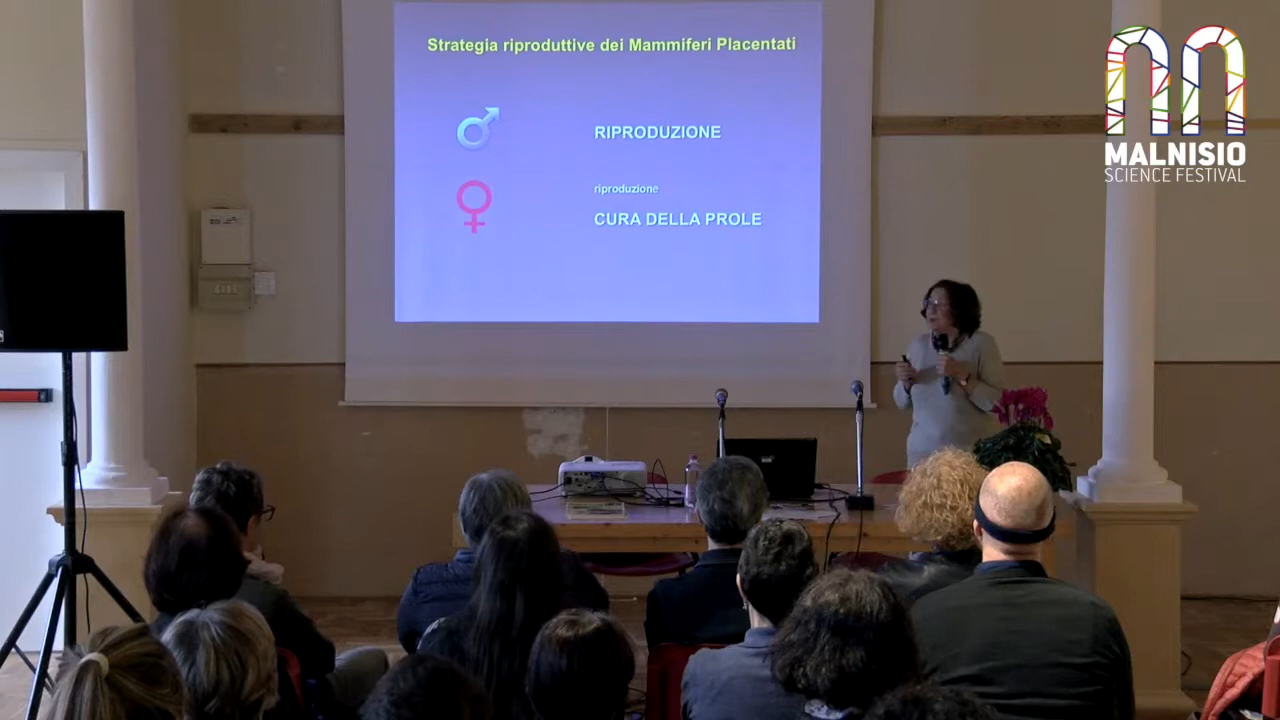 Strategia riproduttive dei Mammiferi Placentati
RIPRODUZIONE
riproduzione
CURA DELLA PROLE
MALNISIO
SCIENCE FESTIVAL